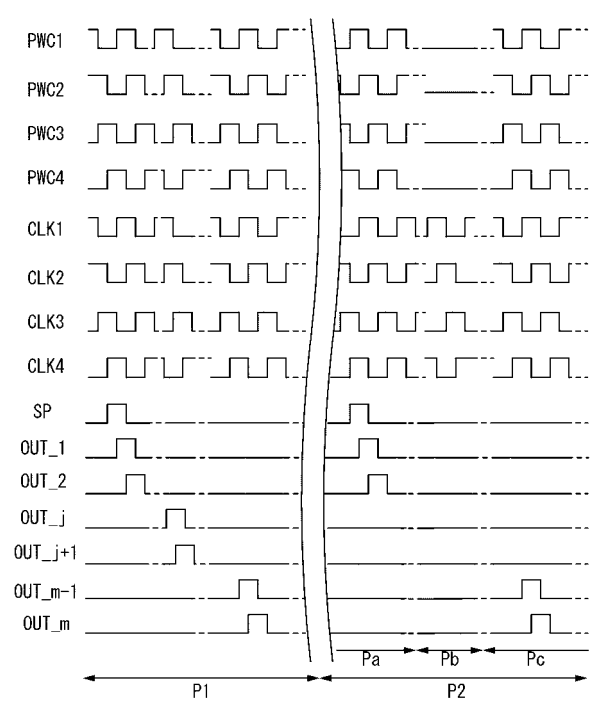 PWC1
PWC2
PWC3
PWC4
CLK1
CLK2
CLK3
CLK4
SP
OUT_1
OUT_2
OUT_j
OUT_j+1
OUT_m-1
OUT_m
Pa Pb Pc
P1 P2